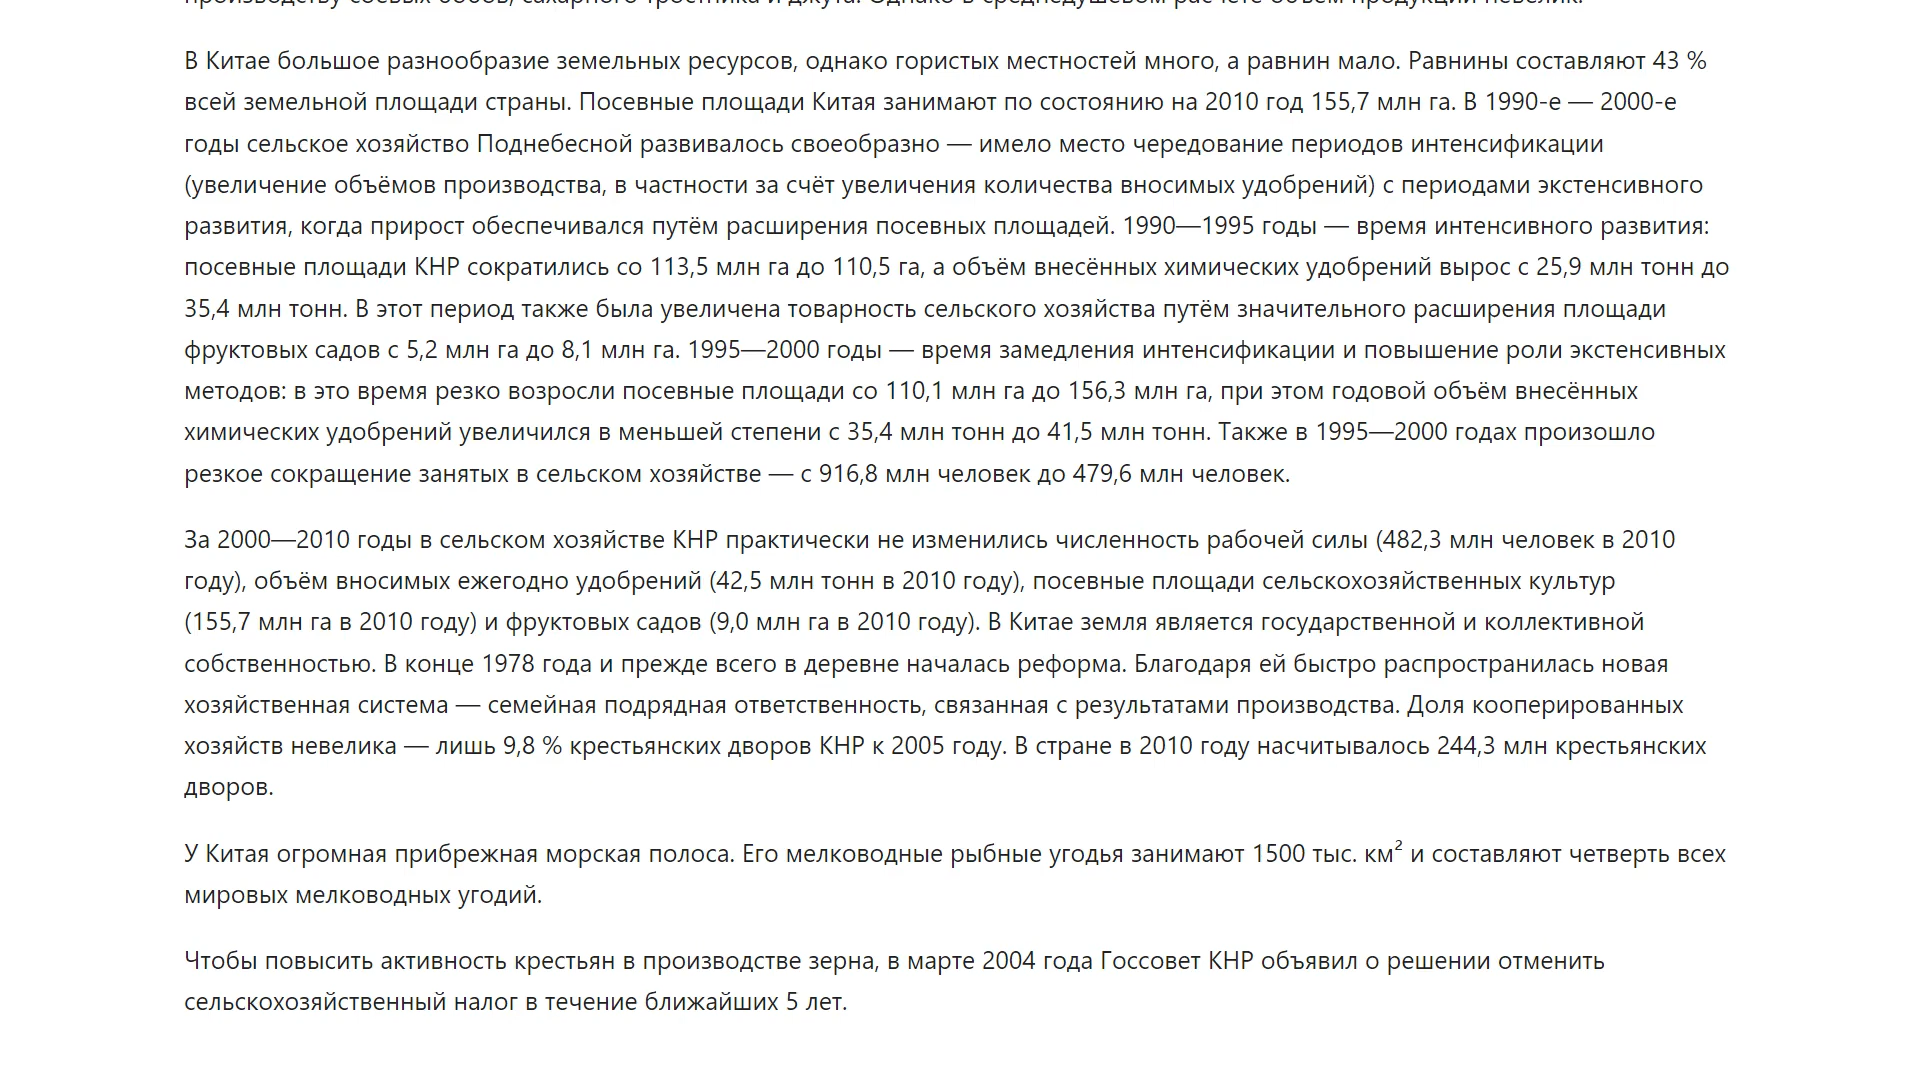 производству соевых бобов, сахарного тростника и джута. Однако в среднедушевом расчёте объём продукции невелик.
В Китае большое разнообразие земельных ресурсов, однако гористых местностей много, а равнин мало. Равнины составляют 43 %
всей земельной площади страны. Посевные площади Китая занимают по состоянию на 2010 год 155,7 млн га. В 1990-е — 2000-е
годы сельское хозяйство Поднебесной развивалось своеобразно — имело место чередование периодов интенсификации
(увеличение объёмов производства, в частности за счёт увеличения количества вносимых удобрений) с периодами экстенсивного
развития, когда прирост обеспечивался путём расширения посевных площадей. 1990—1995 годы — время интенсивного развития:
посевные площади КНР сократились со 113,5 млн га до 110,5 га, а объём внесённых химических удобрений вырос с 25,9 млн тонн до
35,4 млн тонн. В этот период также была увеличена товарность сельского хозяйства путём значительного расширения площади
фруктовых садов с 5,2 млн га до 8,1 млн га. 1995—2000 годы — время замедления интенсификации и повышение роли экстенсивных
методов: в это время резко возросли посевные площади со 110,1 млн га до 156,3 млн га, при этом годовой объём внесённых
химических удобрений увеличился в меньшей степени с 35,4 млн тонн до 41,5 млн тонн. Также в 1995—2000 годах произошло
резкое сокращение занятых в сельском хозяйстве — с 916,8 млн человек до 479,6 млн человек.
За 2000—2010 годы в сельском хозяйстве КНР практически не изменились численность рабочей силы (482,3 млн человек в 2010
году), объём вносимых ежегодно удобрений (42,5 млн тонн в 2010 году), посевные площади сельскохозяйственных культур
(155,7 млн га в 2010 году) и фруктовых садов (9,0 млн га в 2010 году). В Китае земля является государственной и коллективной
собственностью. В конце 1978 года и прежде всего в деревне началась реформа. Благодаря ей быстро распространилась новая
хозяйственная система — семейная подрядная ответственность, связанная с результатами производства. Доля кооперированных
хозяйств невелика — лишь 9,8 % крестьянских дворов КНР к 2005 году. В стране в 2010 году насчитывалось 244,3 млн крестьянских
дворов.
У Китая огромная прибрежная морская полоса. Его мелководные рыбные угодья занимают 1500 тыс. км² и составляют четверть всех
мировых мелководных угодий.
Чтобы повысить активность крестьян в производстве зерна, в марте 2004 года Госсовет КНР объявил о решении отменить
сельскохозяйственный налог в течение ближайших 5 лет.